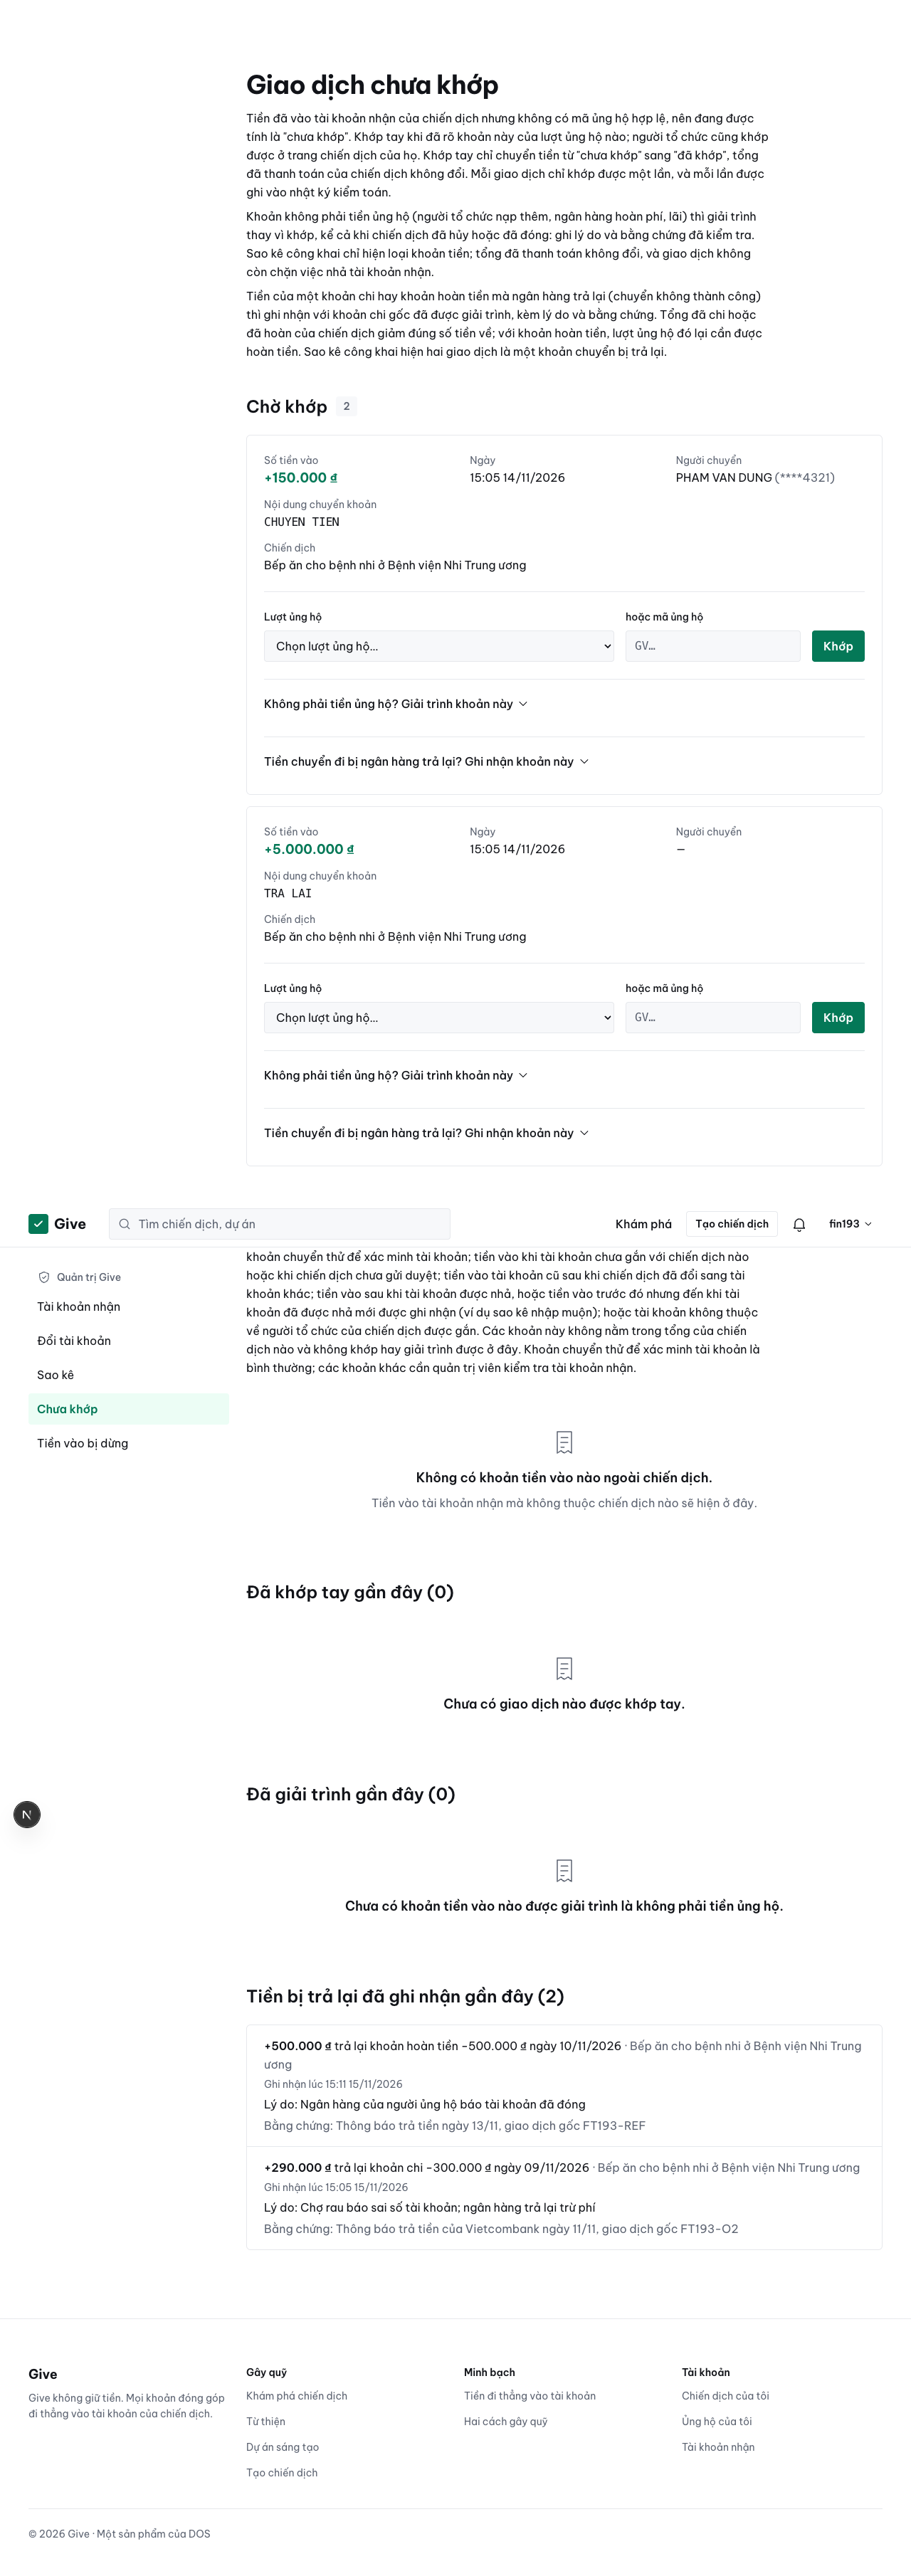 Giao dịch chưa khớp
Tiền đã vào tài khoản nhận của chiến dịch nhưng không có mã ủng hộ hợp lệ, nên đang được
tính là "chưa khớp". Khớp tay khi đã rõ khoản này của lượt ủng hộ nào; người tổ chức cũng khớp
được ở trang chiến dịch của họ. Khớp tay chỉ chuyển tiền từ "chưa khớp" sang "đã khớp", tổng
đã thanh toán của chiến dịch không đổi. Mỗi giao dịch chỉ khớp được một lần, và mỗi lần được
ghi vào nhật ký kiểm toán.
Khoản không phải tiền ủng hộ (người tổ chức nạp thêm, ngân hàng hoàn phí, lãi) thì giải trình
thay vì khớp, kể cả khi chiến dịch đã hủy hoặc đã đóng: ghi lý do và bằng chứng đã kiểm tra.
Sao kê công khai chỉ hiện loại khoản tiền; tổng đã thanh toán không đổi, và giao dịch không
còn chặn việc nhả tài khoản nhận.
Tiền của một khoản chi hay khoản hoàn tiền mà ngân hàng trả lại (chuyển không thành công)
thì ghi nhận với khoản chi gốc đã được giải trình, kèm lý do và bằng chứng. Tổng đã chi hoặc
đã hoàn của chiến dịch giảm đúng số tiền về; với khoản hoàn tiền, lượt ủng hộ đó lại cần được
hoàn tiền. Sao kê công khai hiện hai giao dịch là một khoản chuyển bị trả lại.
Chờ khớp 2
Số tiền vào Ngày Người chuyển
+150.000 ₫ 15:05 14/11/2026 PHAM VAN DUNG (****4321)
Nội dung chuyển khoản
CHUYEN TIEN
Chiến dịch
Bếp ăn cho bệnh nhi ở Bệnh viện Nhi Trung ương
Lượt ủng hộ hoặc mã ủng hộ
Chọn lượt ủng hộ... GV… Khớp
Không phải tiền ủng hộ? Giải trình khoản này
Tiền chuyển đi bị ngân hàng trả lại? Ghi nhận khoản này
Số tiền vào Ngày Người chuyển
+5.000.000 ₫ 15:05 14/11/2026 —
Nội dung chuyển khoản
TRA LAI
Chiến dịch
Bếp ăn cho bệnh nhi ở Bệnh viện Nhi Trung ương
Lượt ủng hộ hoặc mã ủng hộ
Chọn lượt ủng hộ... GV… Khớp
Không phải tiền ủng hộ? Giải trình khoản này
Tiền chuyển đi bị ngân hàng trả lại? Ghi nhận khoản này
Give Tìm chiến dịch, dự án Khám phá Tạo chiến dịch fin193
Quản trị Give
Tài khoản nhận
Đổi tài khoản
Sao kê
Chưa khớp
Tiền vào bị dừng
khoản chuyển thử để xác minh tài khoản; tiền vào khi tài khoản chưa gắn với chiến dịch nào
hoặc khi chiến dịch chưa gửi duyệt; tiền vào tài khoản cũ sau khi chiến dịch đã đổi sang tài
khoản khác; tiền vào sau khi tài khoản được nhả, hoặc tiền vào trước đó nhưng đến khi tài
khoản đã được nhả mới được ghi nhận (ví dụ sao kê nhập muộn); hoặc tài khoản không thuộc
về người tổ chức của chiến dịch được gắn. Các khoản này không nằm trong tổng của chiến
dịch nào và không khớp hay giải trình được ở đây. Khoản chuyển thử để xác minh tài khoản là
bình thường; các khoản khác cần quản trị viên kiểm tra tài khoản nhận.
Không có khoản tiền vào nào ngoài chiến dịch.
Tiền vào tài khoản nhận mà không thuộc chiến dịch nào sẽ hiện ở đây.
Đã khớp tay gần đây (0)
Chưa có giao dịch nào được khớp tay.
Đã giải trình gần đây (0)
Chưa có khoản tiền vào nào được giải trình là không phải tiền ủng hộ.
Tiền bị trả lại đã ghi nhận gần đây (2)
+500.000 ₫ trả lại khoản hoàn tiền -500.000 ₫ ngày 10/11/2026 · Bếp ăn cho bệnh nhi ở Bệnh viện Nhi Trung
ương
Ghi nhận lúc 15:11 15/11/2026
Lý do: Ngân hàng của người ủng hộ báo tài khoản đã đóng
Bằng chứng: Thông báo trả tiền ngày 13/11, giao dịch gốc FT193-REF
+290.000 ₫ trả lại khoản chi -300.000 ₫ ngày 09/11/2026 · Bếp ăn cho bệnh nhi ở Bệnh viện Nhi Trung ương
Ghi nhận lúc 15:05 15/11/2026
Lý do: Chợ rau báo sai số tài khoản; ngân hàng trả lại trừ phí
Bằng chứng: Thông báo trả tiền của Vietcombank ngày 11/11, giao dịch gốc FT193-O2
Give Gây quỹ Minh bạch Tài khoản
Give không giữ tiền. Mọi khoản đóng góp
đi thẳng vào tài khoản của chiến dịch.
Khám phá chiến dịch Tiền đi thẳng vào tài khoản Chiến dịch của tôi
Từ thiện Hai cách gây quỹ Ủng hộ của tôi
Dự án sáng tạo Tài khoản nhận
Tạo chiến dịch
© 2026 Give · Một sản phẩm của DOS